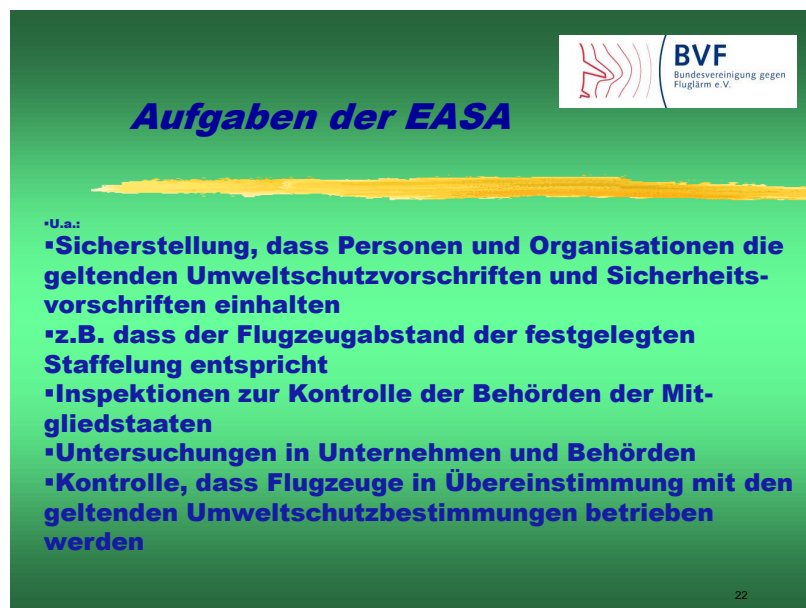 BVF
Bundesvereinigung gegen
Fluglärm e.V.
Aufgaben der EASA
▪U.a.:
▪Sicherstellung, dass Personen und Organisationen die
geltenden Umweltschutzvorschriften und Sicherheits-
vorschriften einhalten
▪z.B. dass der Flugzeugabstand der festgelegten
Staffelung entspricht
▪Inspektionen zur Kontrolle der Behörden der Mit-
gliedstaaten
▪Untersuchungen in Unternehmen und Behörden
▪Kontrolle, dass Flugzeuge in Übereinstimmung mit den
geltenden Umweltschutzbestimmungen betrieben
werden
22